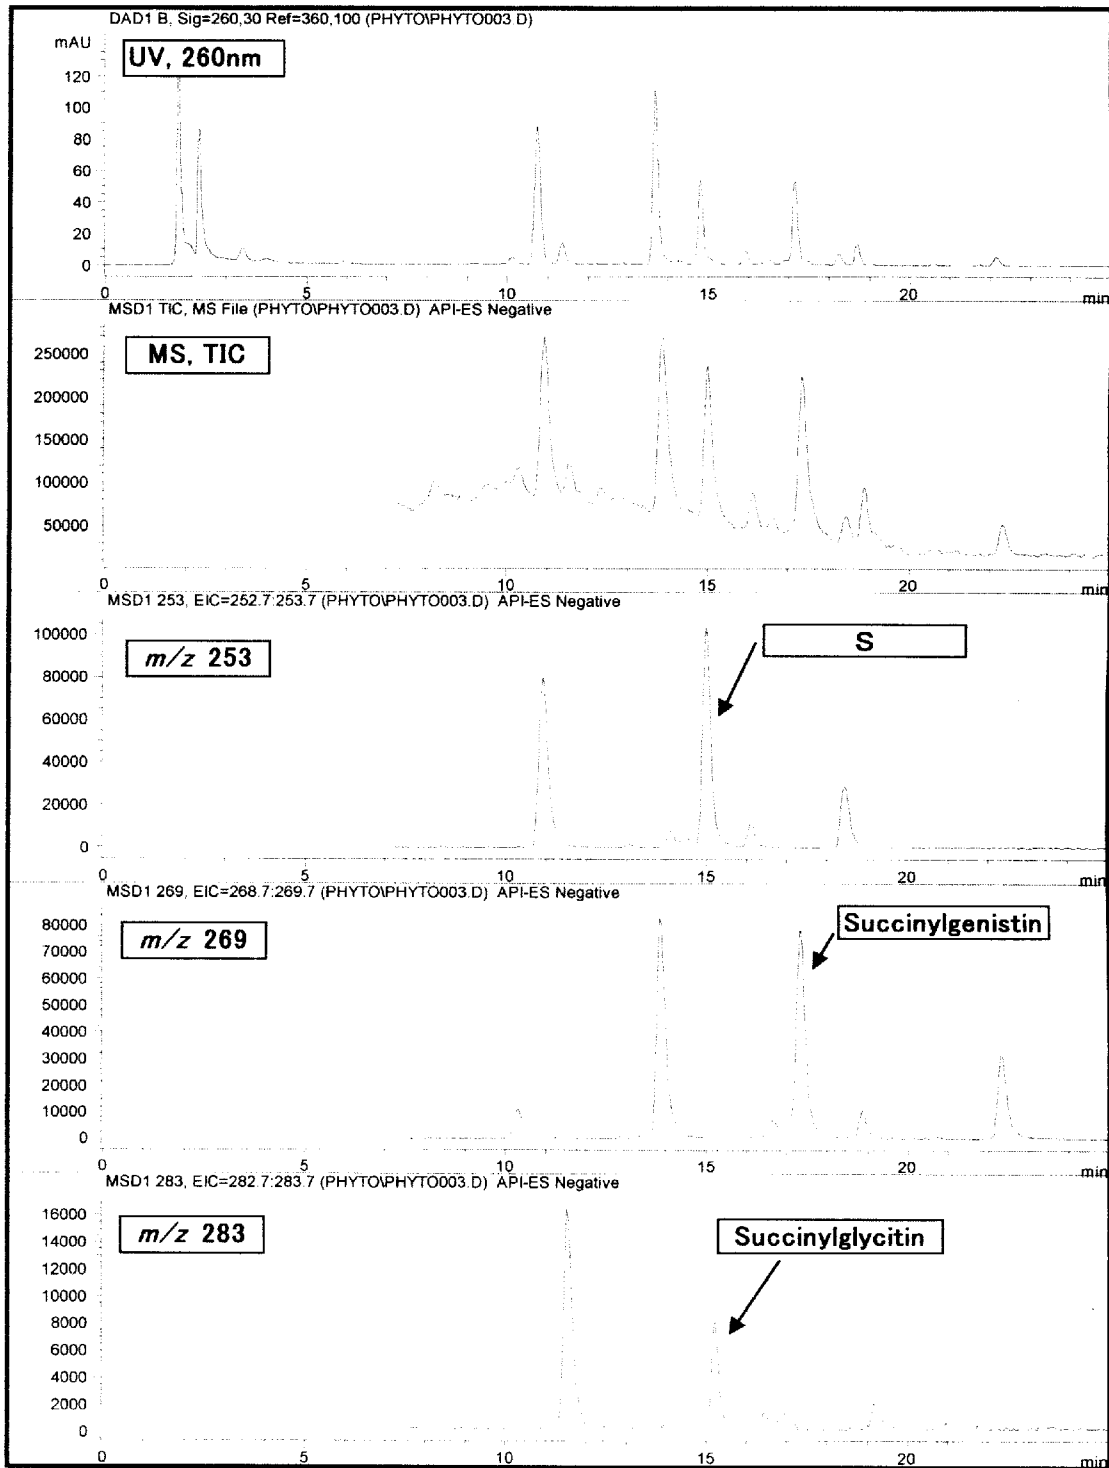 DAD1 B, Sig=260,30 Ref=360,100 (PHYTO\PHYTO003.D)
mAU
UV, 260nm
120
100
80
60
40
20
0
0 5 10 15 20 min
MSD1 TIC, MS File (PHYTO\PHYTO003.D) API-ES Negative
MS, TIC
250000
200000
150000
100000
50000
0 5 10 15 20 min
MSD1 253, EIC=252.7:253.7 (PHYTO\PHYTO003.D) API-ES Negative
m/z 253
S
100000
80000
60000
40000
20000
0
0 5 10 15 20 min
MSD1 269, EIC=268.7:269.7 (PHYTO\PHYTO003.D) API-ES Negative
m/z 269
Succinylgenistin
80000
70000
60000
50000
40000
30000
20000
10000
0
0 5 10 15 20 min
MSD1 283, EIC=282.7:283.7 (PHYTO\PHYTO003.D) API-ES Negative
m/z 283
Succinylglycitin
16000
14000
12000
10000
8000
6000
4000
2000
0
0 5 10 15 20 min